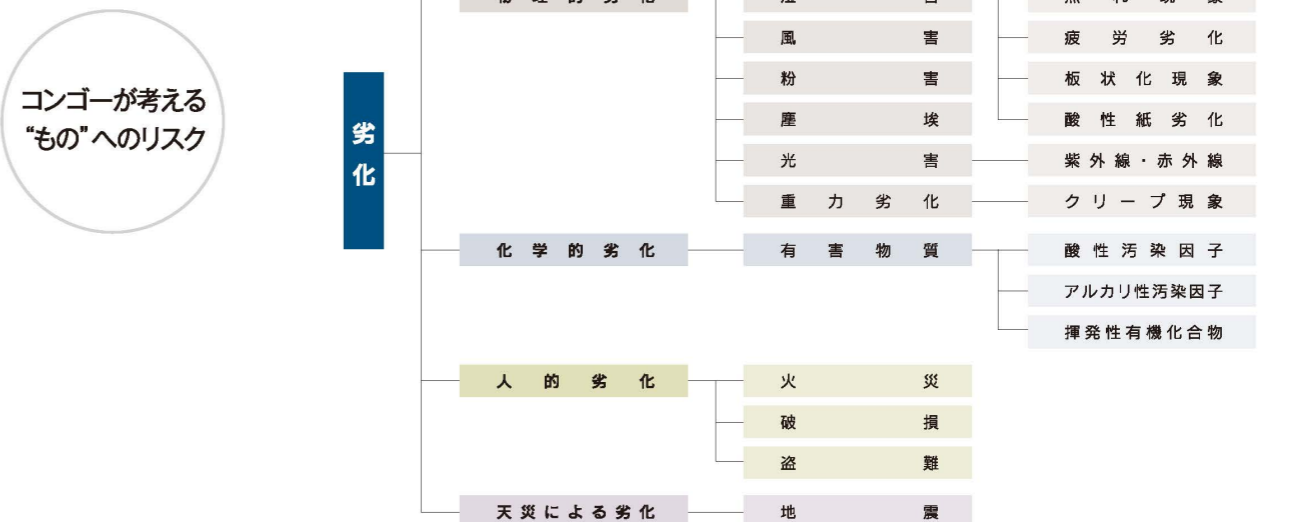 コンゴーが考える
“もの”へのリスク
劣化
物理的劣化
風害
粉害
塵埃
光害
重力劣化
疲労劣化
板状化現象
酸性紙劣化
紫外線・赤外線
クリープ現象
化学的劣化
有害物質
酸性汚染因子
アルカリ性汚染因子
揮発性有機化合物
人的劣化
火災
破損
盗難
天災による劣化
地震